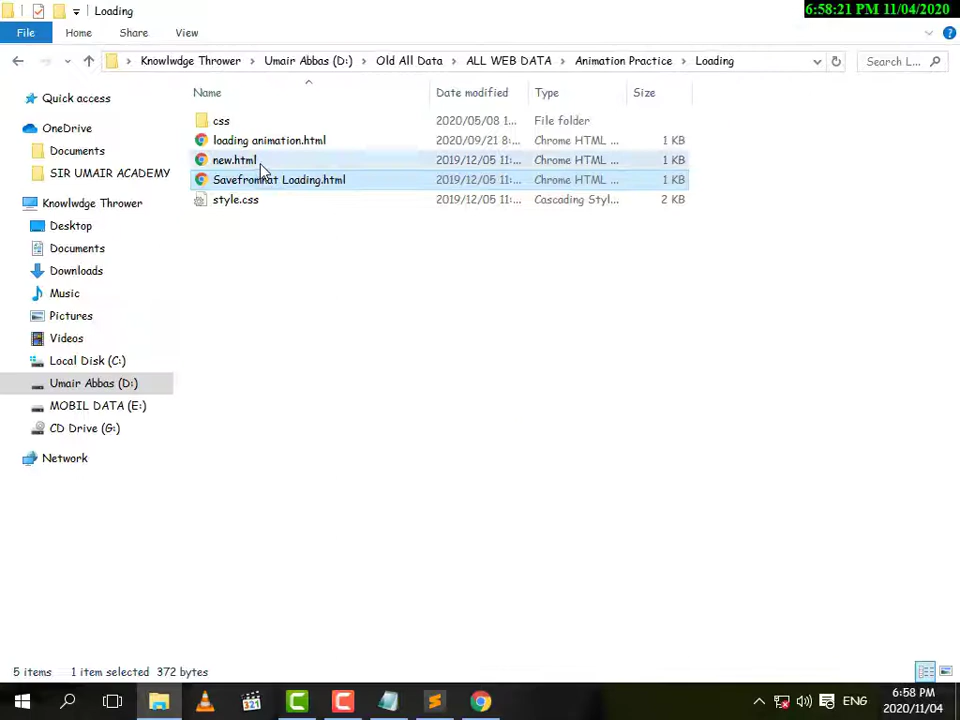 Loading
6:58:21 PM 11/04/2020
File Home Share View
Knowlwdge Thrower Umair Abbas (D:) Old All Data ALL WEB DATA Animation Practice Loading
Search L...
Name Date modified Type Size
Quick access
OneDrive
Documents
SIR UMAIR ACADEMY
Knowlwdge Thrower
Desktop
Documents
Downloads
Music
Pictures
Videos
Local Disk (C:)
Umair Abbas (D:)
MOBIL DATA (E:)
CD Drive (G:)
Network
css 2020/05/08 1... File folder
loading animation.html 2020/09/21 8:... Chrome HTML ... 1 KB
new.html 2019/12/05 11:... Chrome HTML ... 1 KB
Loading.html 2019/12/05 11:... Chrome HTML ... 1 KB
style.css 2019/12/05 11:... Cascading Styl... 2 KB
5 items 1 item selected 372 bytes
321
ENG
6:58 PM
2020/11/04